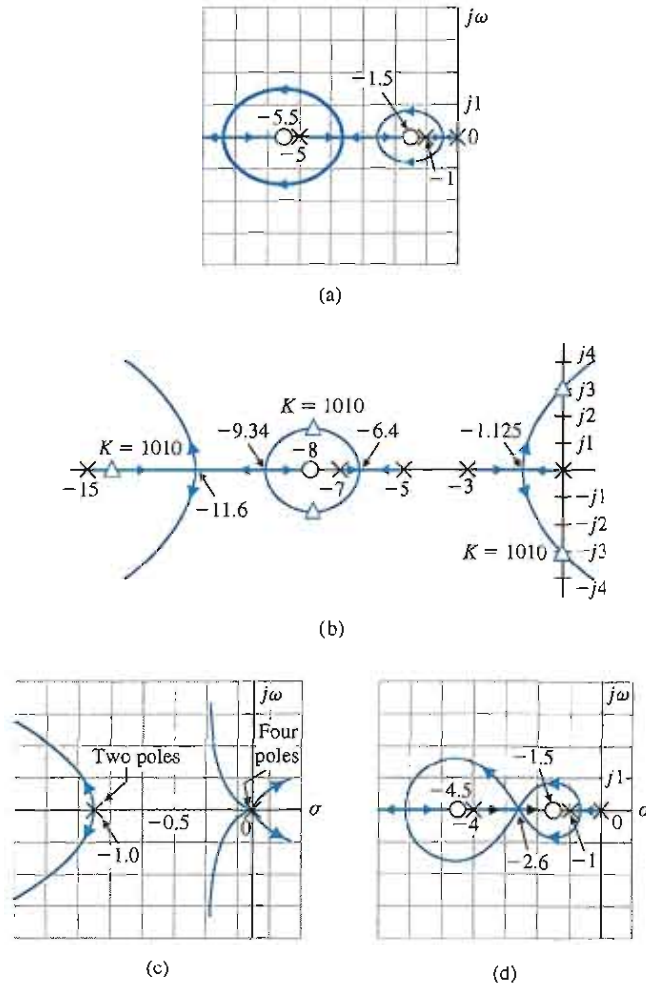 jω
−1.5
j1
−5.5
0
−5
−1
(a)
j4
K = 1010
j3
−9.34
−6.4
−1.125
j2
K = 1010
−8
j1
−15
−7
−5
−3
−11.6
−j1
−j2
K = 1010
−j3
−j4
(b)
jω
Four
poles
Two poles
σ
−0.5
0
−1.0
(c)
jω
−1.5
j1
−4.5
σ
−4
0
−2.6
−1
(d)